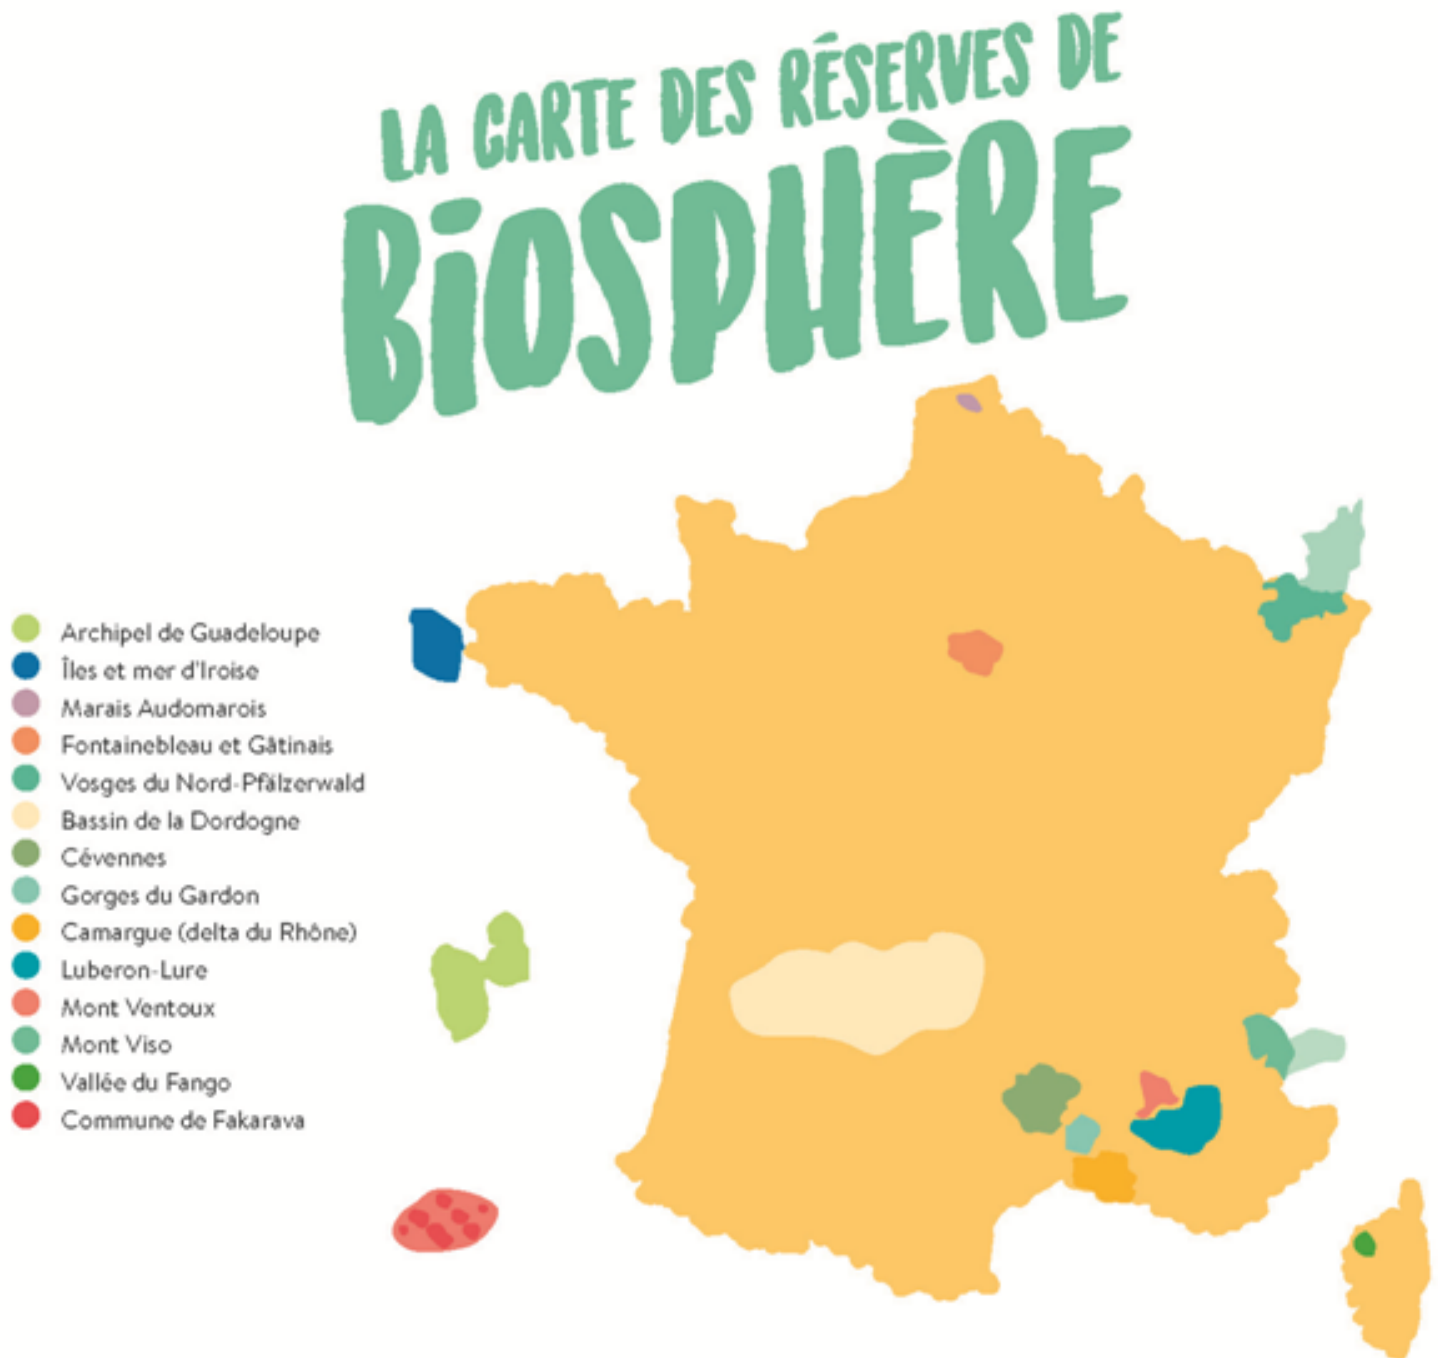 LA CARTE DES RÉSERVES DE
BIOSPHÈRE
Archipel de Guadeloupe
Îles et mer d'Iroise
Marais Audomarois
Fontainebleau et Gâtinais
Vosges du Nord-Pfälzerwald
Bassin de la Dordogne
Cévennes
Gorges du Gardon
Camargue (delta du Rhône)
Luberon-Lure
Mont Ventoux
Mont Viso
Vallée du Fango
Commune de Fakarava